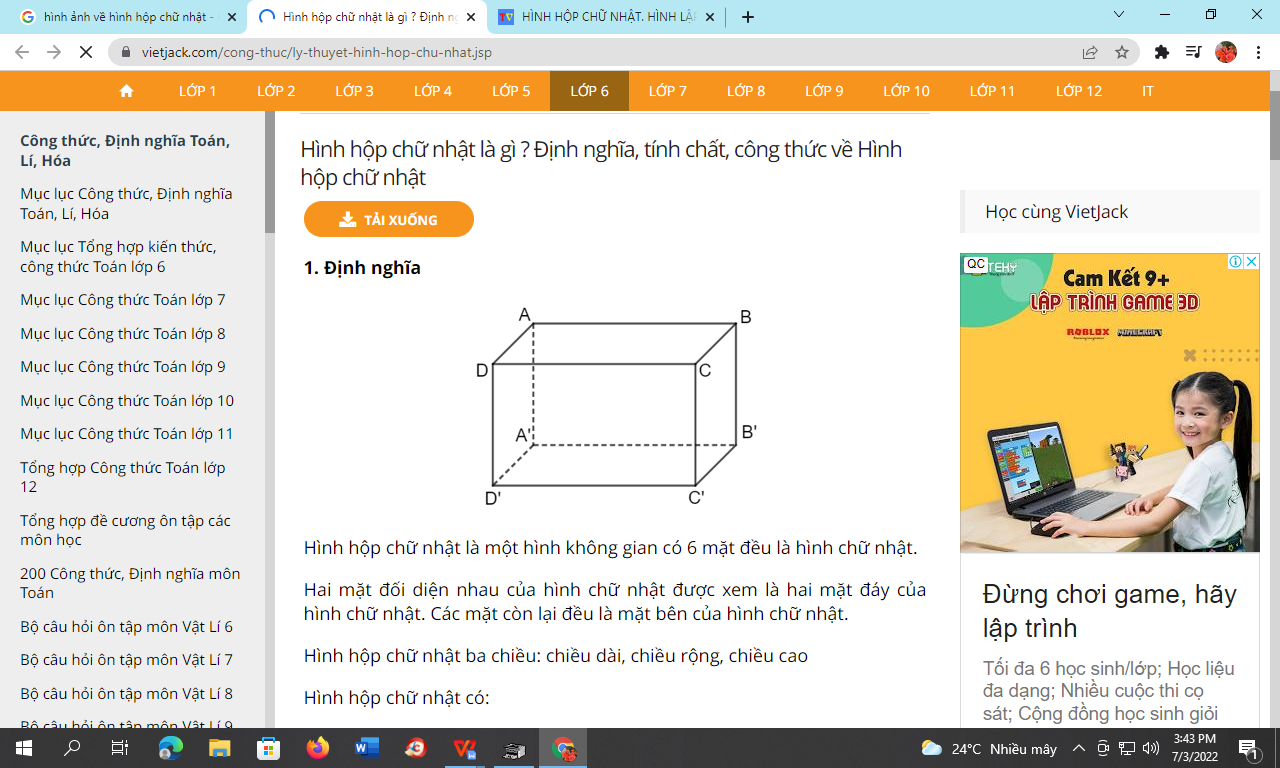 hình ảnh về hình hộp chữ nhật -
Hình hộp chữ nhật là gì ? Định n
HÌNH HỘP CHỮ NHẬT. HÌNH LẬ
vietjack.com/cong-thuc/ly-thuyet-hinh-hop-chu-nhat.jsp
LỚP 1 LỚP 2 LỚP 3 LỚP 4 LỚP 5 LỚP 6 LỚP 7 LỚP 8 LỚP 9 LỚP 10 LỚP 11 LỚP 12 IT
Công thức, Định nghĩa Toán,
Lí, Hóa
Mục lục Công thức, Định nghĩa
Toán, Lí, Hóa
Mục lục Tổng hợp kiến thức,
công thức Toán lớp 6
Mục lục Công thức Toán lớp 7
Mục lục Công thức Toán lớp 8
Mục lục Công thức Toán lớp 9
Mục lục Công thức Toán lớp 10
Mục lục Công thức Toán lớp 11
Tổng hợp Công thức Toán lớp
12
Tổng hợp đề cương ôn tập các
môn học
200 Công thức, Định nghĩa môn
Toán
Bộ câu hỏi ôn tập môn Vật Lí 6
Bộ câu hỏi ôn tập môn Vật Lí 7
Bộ câu hỏi ôn tập môn Vật Lí 8
Bộ câu hỏi ôn tập môn Vật Lí 9
Hình hộp chữ nhật là gì ? Định nghĩa, tính chất, công thức về Hình
hộp chữ nhật
TẢI XUỐNG
1. Định nghĩa
A
B
D
C
A'
B'
D'
C'
Hình hộp chữ nhật là một hình không gian có 6 mặt đều là hình chữ nhật.
Hai mặt đối diện nhau của hình chữ nhật được xem là hai mặt đáy của
hình chữ nhật. Các mặt còn lại đều là mặt bên của hình chữ nhật.
Hình hộp chữ nhật ba chiều: chiều dài, chiều rộng, chiều cao
Hình hộp chữ nhật có:
Học cùng VietJack
QC
Cam Kết 9+
LẬP TRÌNH GAME 3D
ROBLOX MINECRAFT
Đừng chơi game, hãy
lập trình
Tối đa 6 học sinh/lớp; Học liệu
đa dạng; Nhiều cuộc thi cọ
sát; Cộng đồng học sinh giỏi
24°C Nhiều mây
3:43 PM
7/3/2022
1